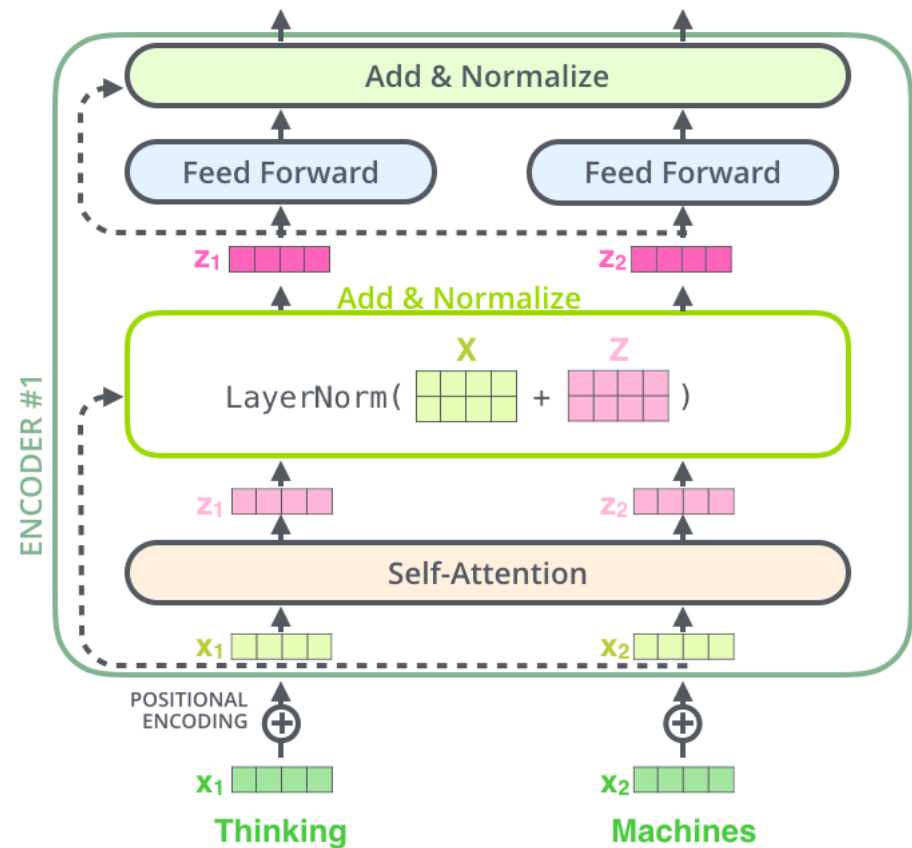 Add & Normalize
Feed Forward
Feed Forward
z1
z2
Add & Normalize
X
Z
LayerNorm(
+
)
ENCODER #1
z1
z2
Self-Attention
x1
x2
POSITIONAL
ENCODING
+
+
x1
x2
Thinking
Machines